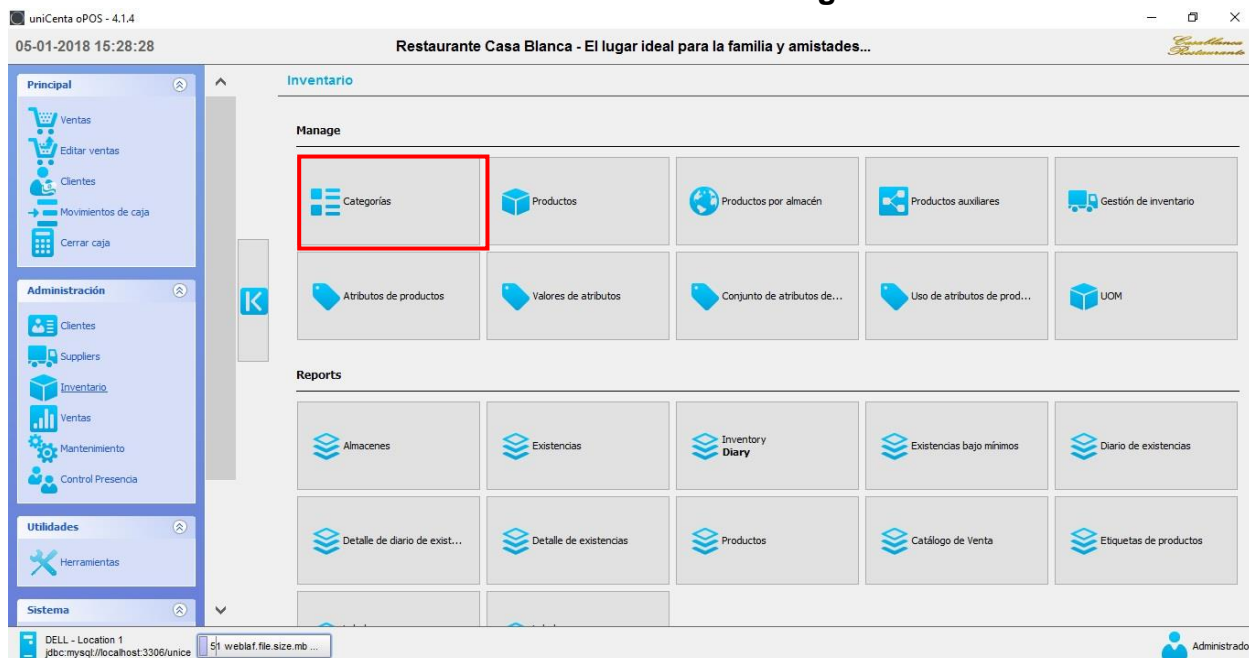 uniCenta oPOS - 4.1.4
05-01-2018 15:28:28
Restaurante Casa Blanca - El lugar ideal para la familia y amistades...
Casablanca
Restaurante
Principal
Ventas
Editar ventas
Clientes
Movimientos de caja
Cerrar caja
Administración
Clientes
Suppliers
Inventario
Ventas
Mantenimiento
Control Presencia
Utilidades
Herramientas
Sistema
Inventario
Manage
Categorías
Productos
Productos por almacén
Productos auxiliares
Gestión de inventario
Atributos de productos
Valores de atributos
Conjunto de atributos de...
Uso de atributos de prod...
UOM
Reports
Almacenes
Existencias
Inventory
Diary
Existencias bajo mínimos
Diario de existencias
Detalle de diario de exist...
Detalle de existencias
Productos
Catálogo de Venta
Etiquetas de productos
DELL - Location 1
jdbc:mysql://localhost:3306/unice
51 weblaf.file.size.mb ...
Administrado